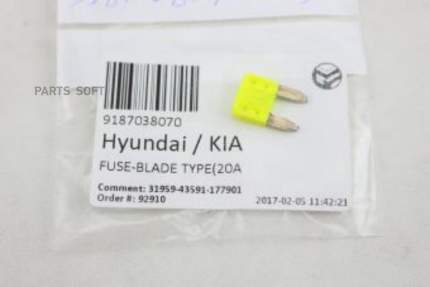 PARTS SOFT
9187038070
Hyundai / KIA
FUSE-BLADE TYPE(20A
Comment: 31959-43591-177901
Order #: 92910
2017-02-05 11:42:21